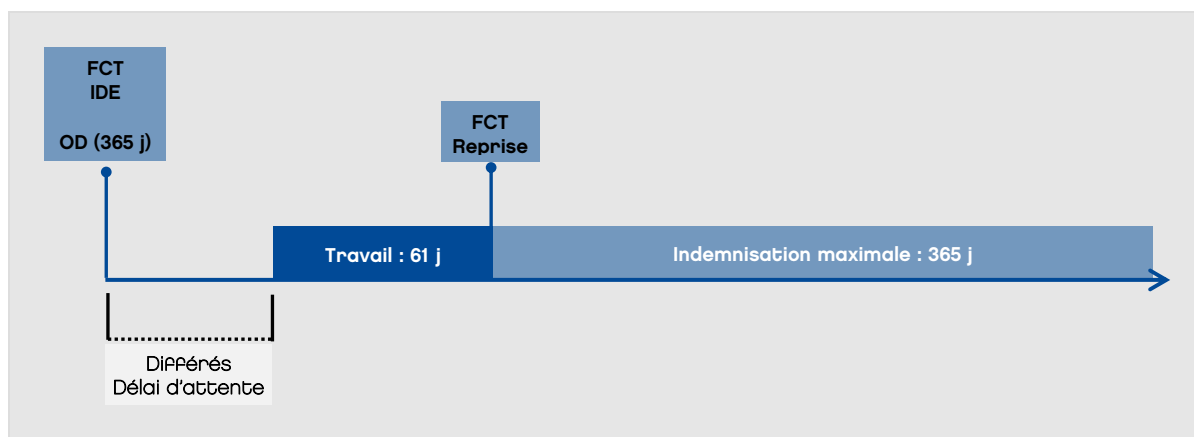 FCT
IDE
OD (365 j)
FCT
Reprise
Travail : 61 j
Indemnisation maximale : 365 j
Différés
Délai d'attente